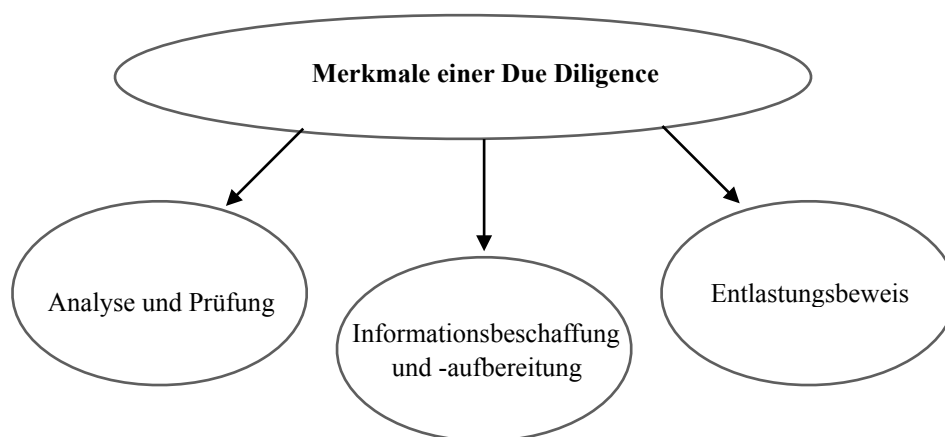 Merkmale einer Due Diligence
Analyse und Prüfung
Informationsbeschaffung
und -aufbereitung
Entlastungsbeweis